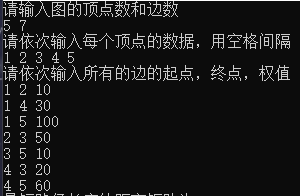 请输入图的顶点数和边数
5 7
请依次输入每个顶点的数据，用空格间隔
1 2 3 4 5
请依次输入所有的边的起点，终点，权值
1 2 10
1 4 30
1 5 100
2 3 50
3 5 10
4 3 20
4 5 60